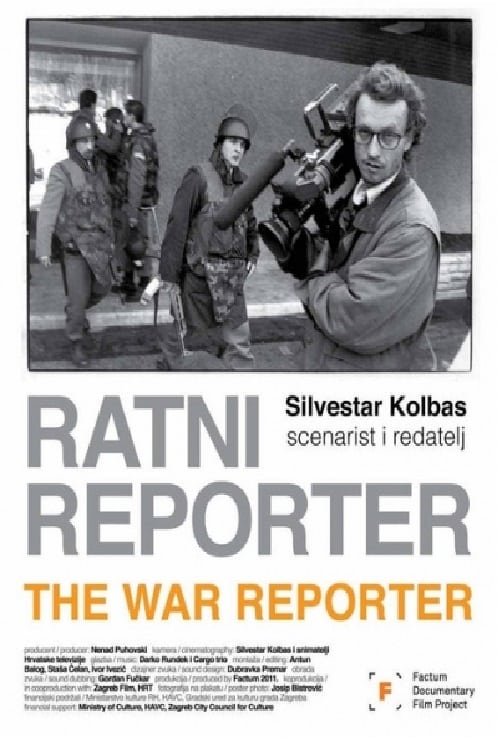 RATNI
REPORTER
Silvestar Kolbas
scenarist i redatelj
THE WAR REPORTER
producent / producer: Nenad Puhovski kamera / cinematography: Silvestar Kolbas i snimatelji
Hrvatske televizije glazba / music: Darko Rundek i Cargo trio montaža / editing: Antun
Balog, Staša Čelan, Ivor Ivezić dizajner zvuka / sound design: Dubravka Premar obrada
zvuka / sound dubbing: Gordan Fučkar produkcija / produced by Factum 2011. koprodukcija /
in cooproduction with: Zagreb Film, HRT fotografija na plakatu / poster photo: Josip Bistrović
financijski podržali / Ministarstvo kulture RH, HAVC, Gradski ured za kulturu grada Zagreba
financial support: Ministry of Culture, HAVC, Zagreb City Council for Culture
F
Factum
Documentary
Film Project